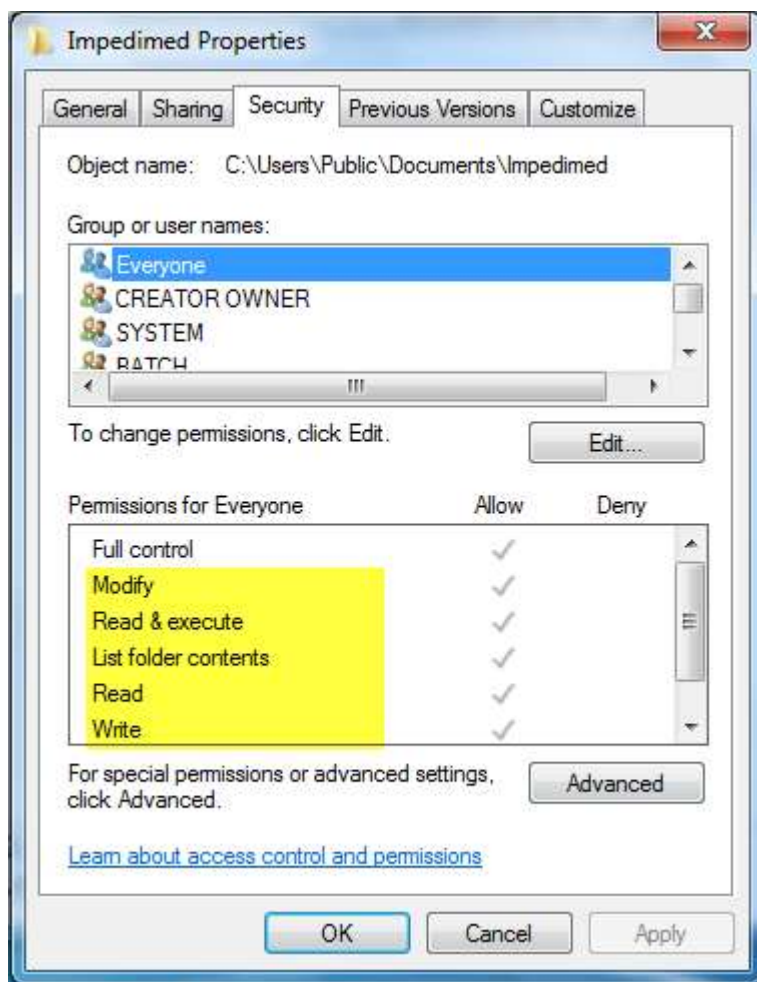 Impedimed Properties
General Sharing Security Previous Versions Customize
Object name: C:\Users\Public\Documents\Impedimed
Group or user names:
Everyone
CREATOR OWNER
SYSTEM
BATCH
To change permissions, click Edit.
Edit...
Permissions for Everyone Allow Deny
Full control
Modify
Read & execute
List folder contents
Read
Write
For special permissions or advanced settings,
click Advanced.
Advanced
Learn about access control and permissions
OK Cancel Apply